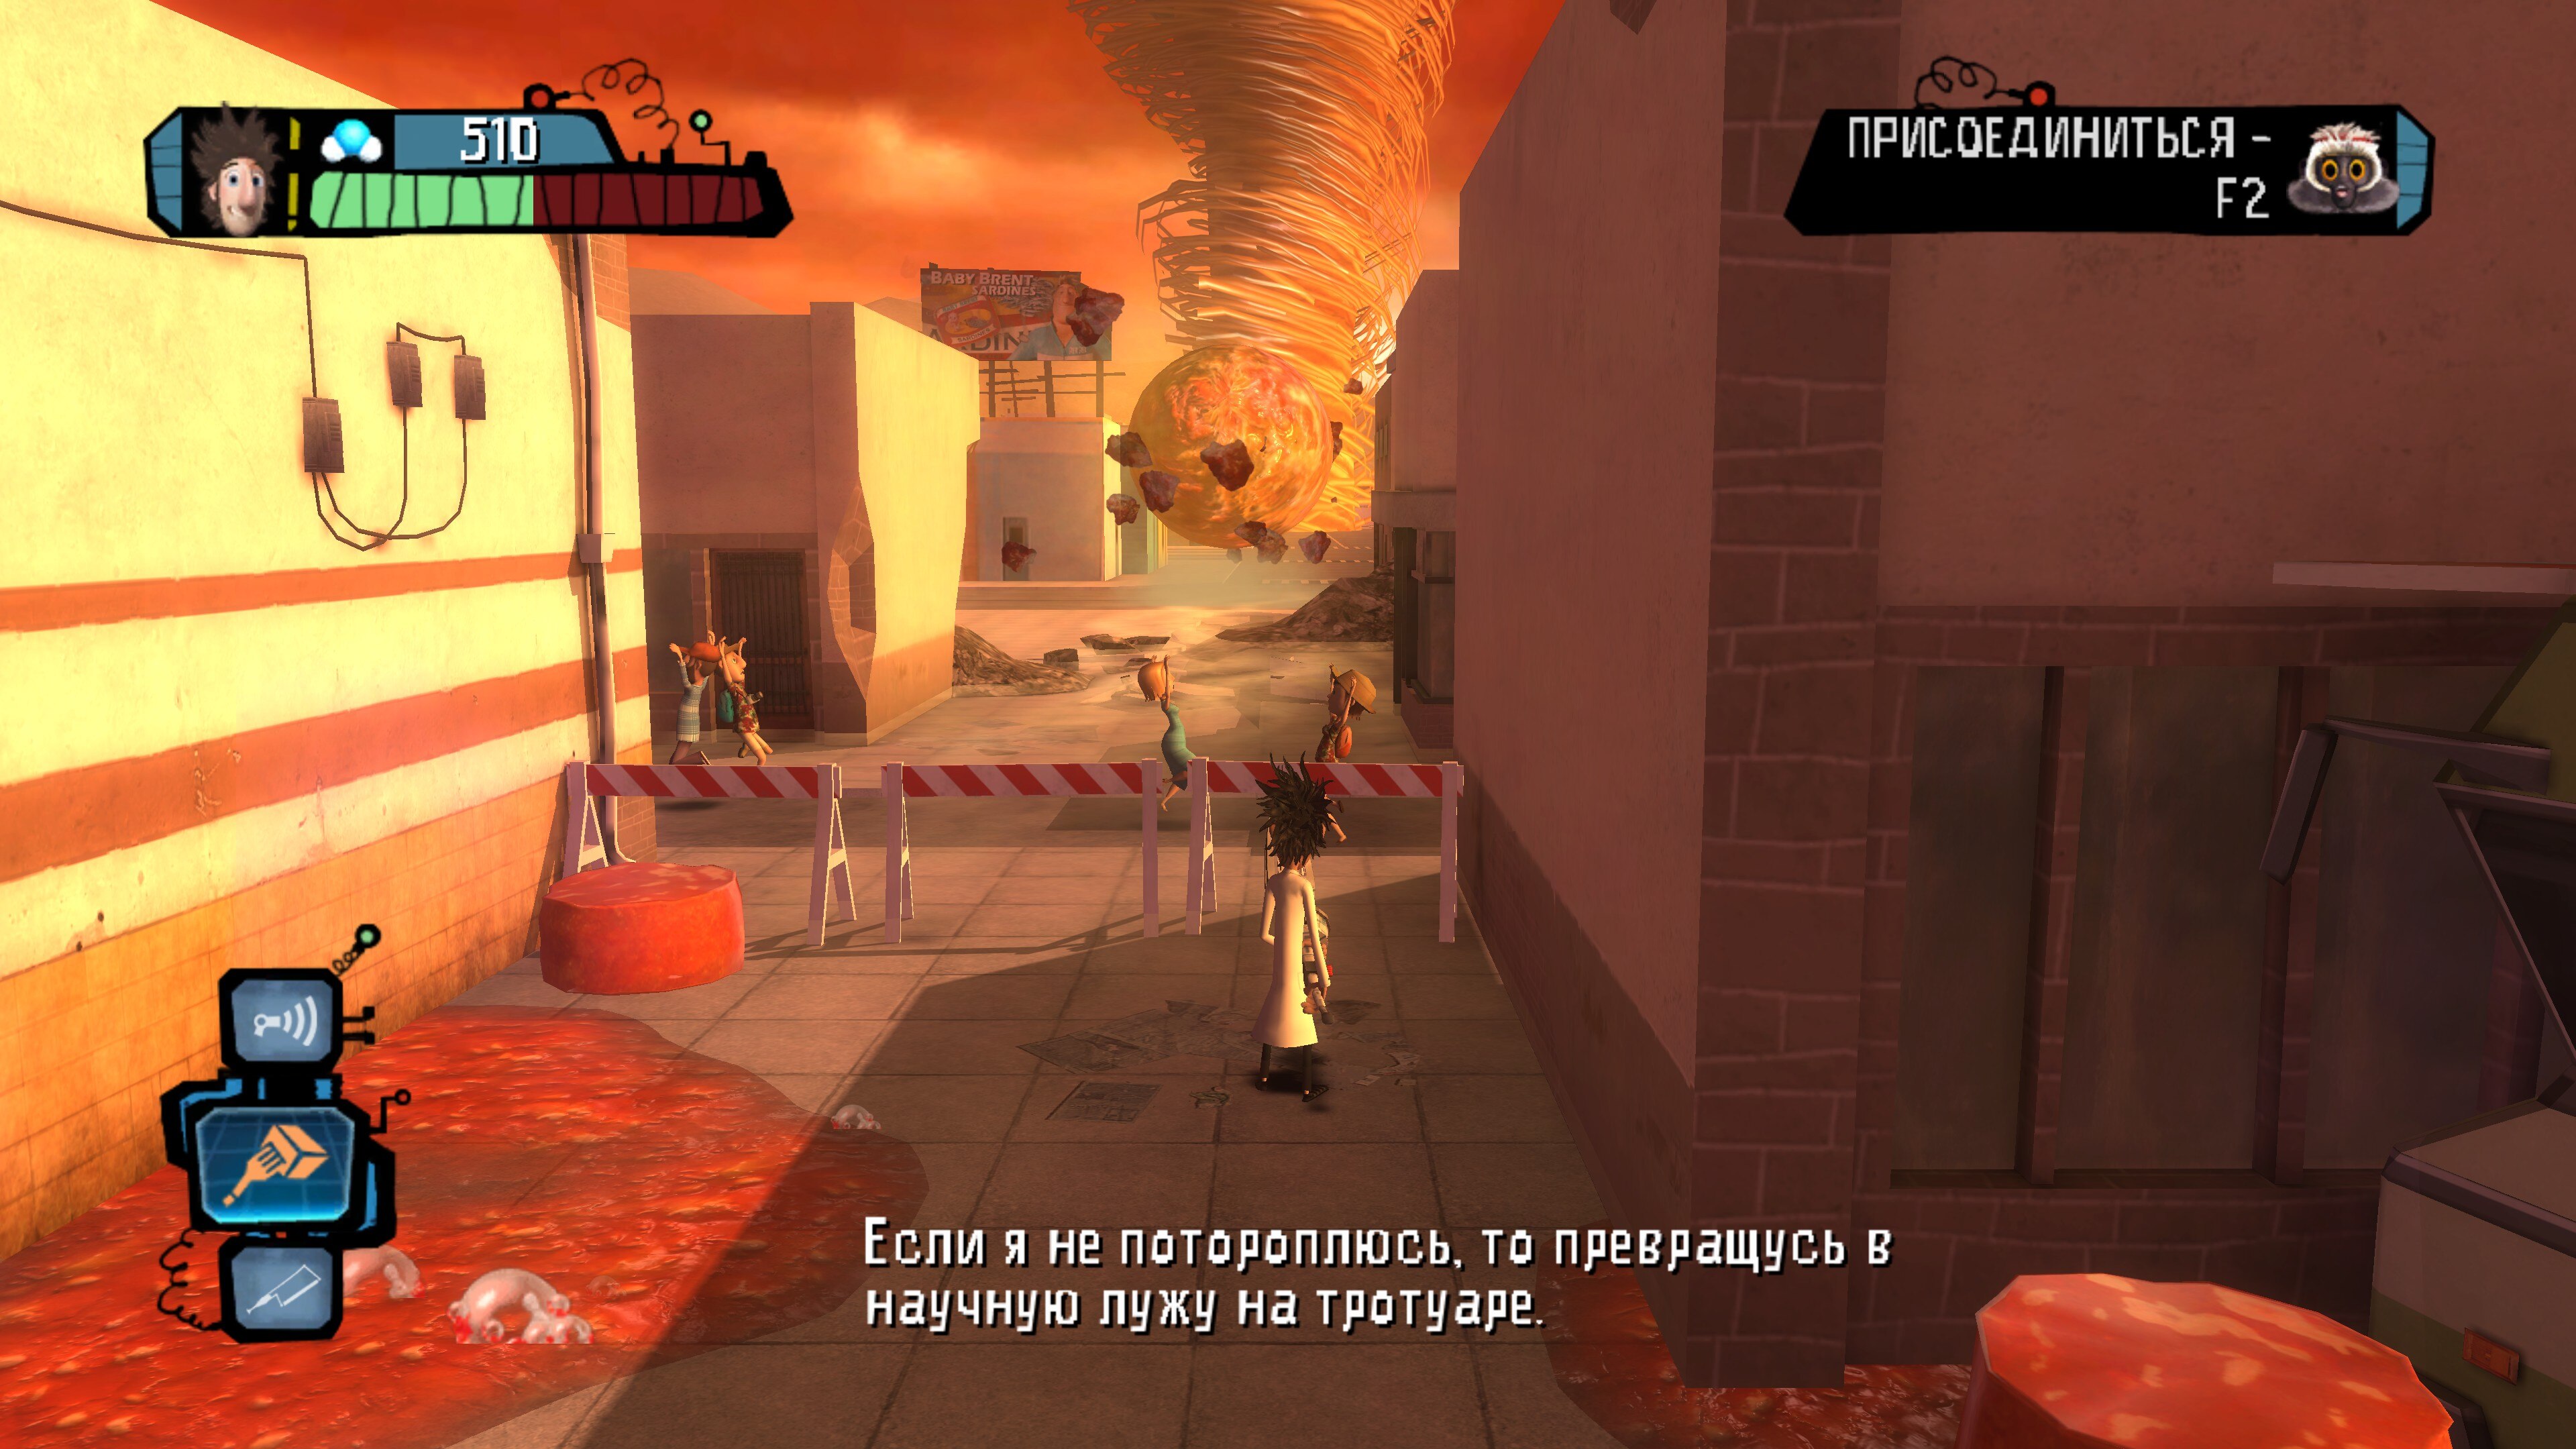 510
ПРИСОЕДИНИТЬСЯ -
F2
BABY BRENT
SARDINES
Если я не потороплюсь, то превращусь в
научную лужу на тротуаре.